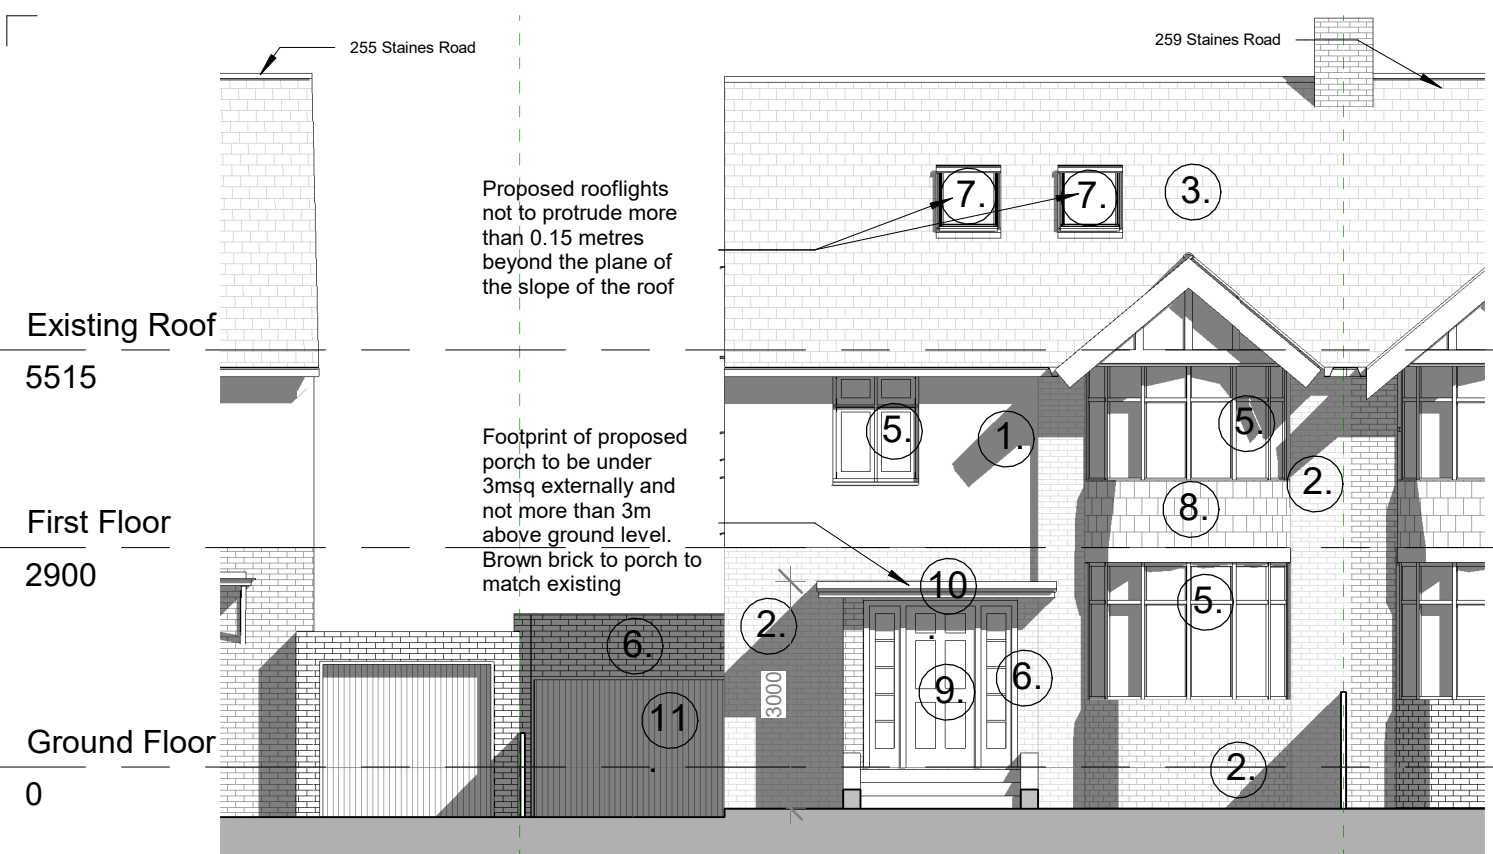 255 Staines Road
259 Staines Road
Proposed rooflights
not to protrude more
than 0.15 metres
beyond the plane of
the slope of the roof
7.
7.
3.
Existing Roof
5515
Footprint of proposed
porch to be under
3msq externally and
not more than 3m
above ground level.
Brown brick to porch to
match existing
5.
1.
5.
2.
8.
First Floor
2900
10
.
5.
2.
6.
6.
9.
3000
11
.
Ground Floor
0
2.